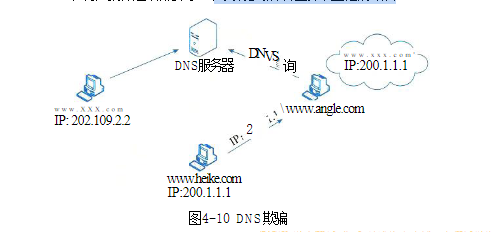 DNS服务器
DNVS 询
www.xxx.com
IP:200.1.1.1
www.xxx.com
IP: 202.109.2.2
www.angle.com
IP: 2
www.heike.com
IP:200.1.1.1
图4-10 DNS欺骗